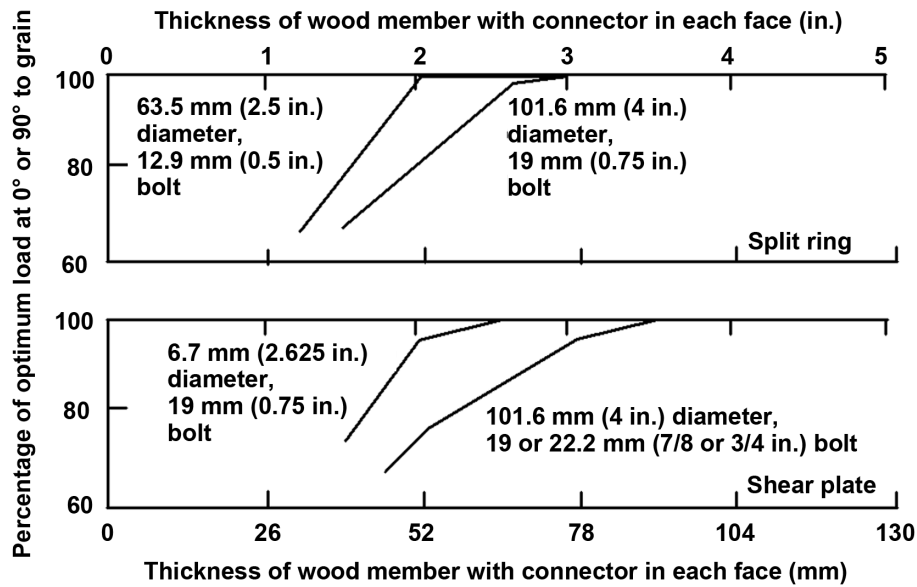 Thickness of wood member with connector in each face (in.)
0 1 2 3 4 5
Percentage of optimum load at 0° or 90° to grain
100
80
60
63.5 mm (2.5 in.)
diameter,
12.9 mm (0.5 in.)
bolt
101.6 mm (4 in.)
diameter,
19 mm (0.75 in.)
bolt
Split ring
100
80
60
6.7 mm (2.625 in.)
diameter,
19 mm (0.75 in.)
bolt
101.6 mm (4 in.) diameter,
19 or 22.2 mm (7/8 or 3/4 in.) bolt
Shear plate
0 26 52 78 104 130
Thickness of wood member with connector in each face (mm)